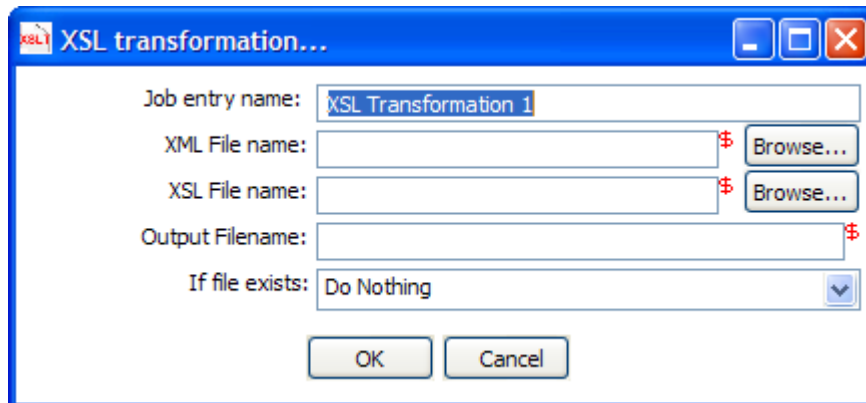 XSLT XSL transformation...
Job entry name: XSL Transformation 1
XML File name: $ Browse...
XSL File name: $ Browse...
Output Filename: $
If file exists: Do Nothing
OK Cancel